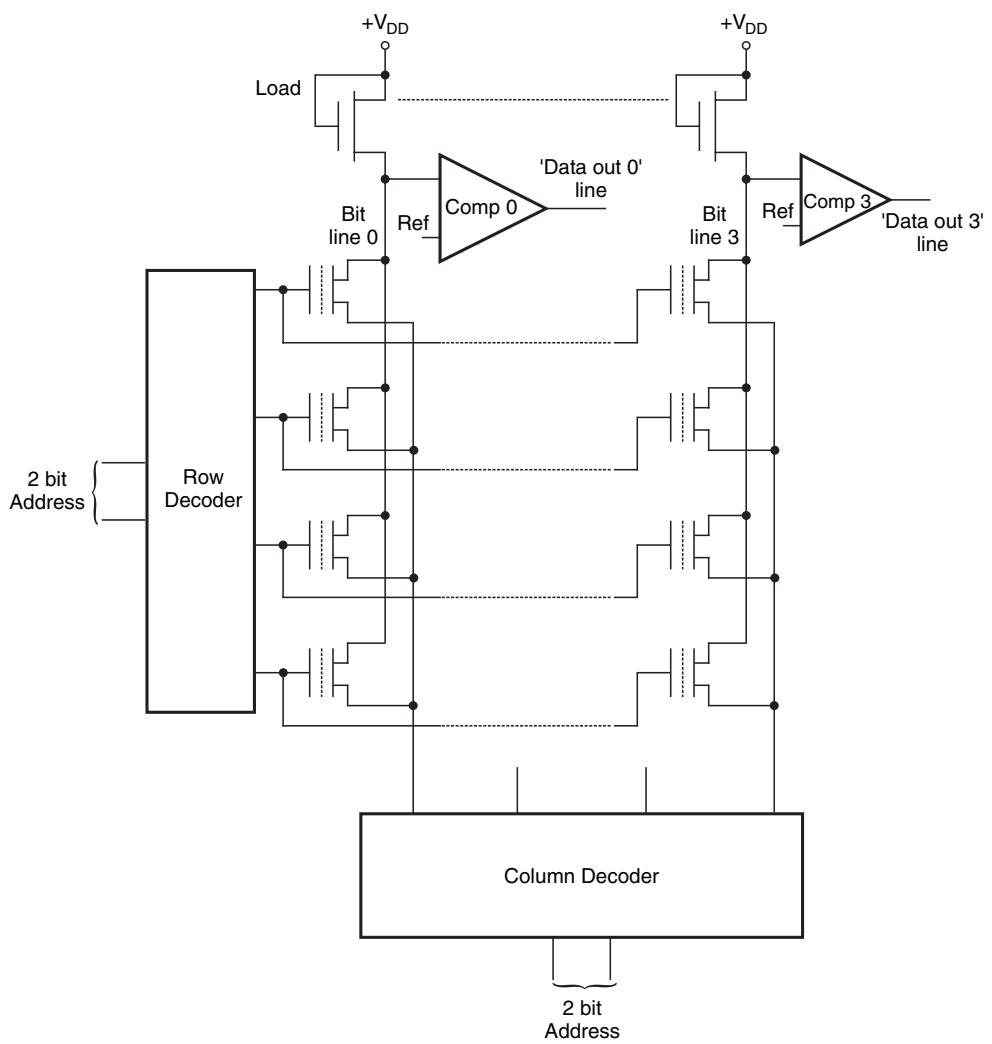 +VDD
+VDD
Load
'Data out 0'
line
Comp 0
Ref
Bit
line 0
Comp 3
Ref
'Data out 3'
line
Bit
line 3
Row
Decoder
2 bit
Address
Column Decoder
2 bit
Address